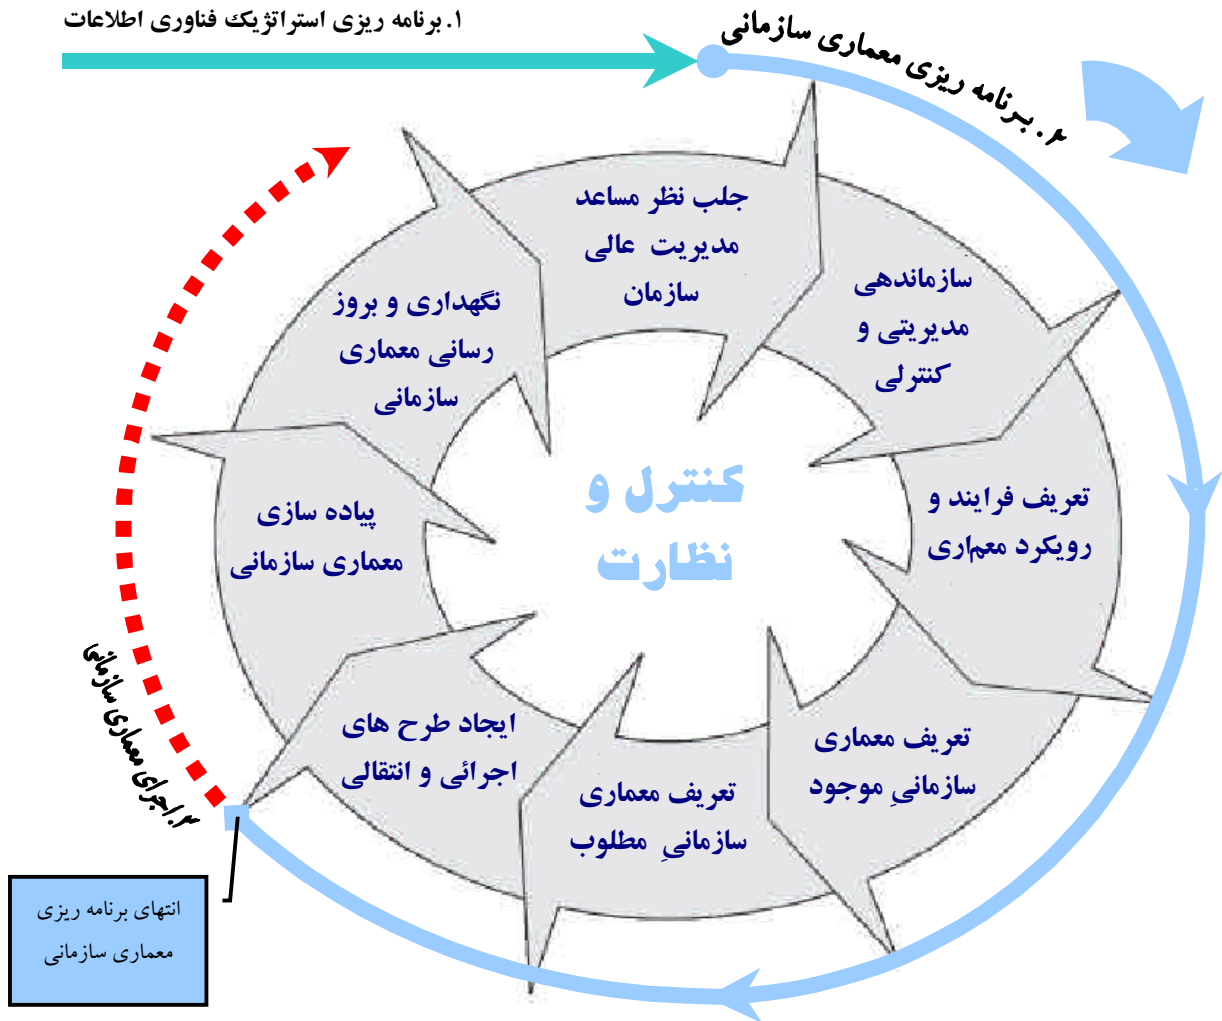 ۱. برنامه ریزی استراتژیک فناوری اطلاعات
۲. برنامه ریزی معماری سازمانی
جلب نظر مساعد
مدیریت عالی
سازمان
سازماندهی
مدیریتی و
کنترلی
تعریف فرایند و
رویکرد معماری
تعریف معماری
سازمانیِ موجود
تعریف معماری
سازمانیِ مطلوب
ایجاد طرح های
اجرائی و انتقالی
پیاده سازی
معماری سازمانی
نگهداری و بروز
رسانی معماری
سازمانی
کنترل و
نظارت
۳. اجرای معماری سازمانی
انتهای برنامه ریزی
معماری سازمانی